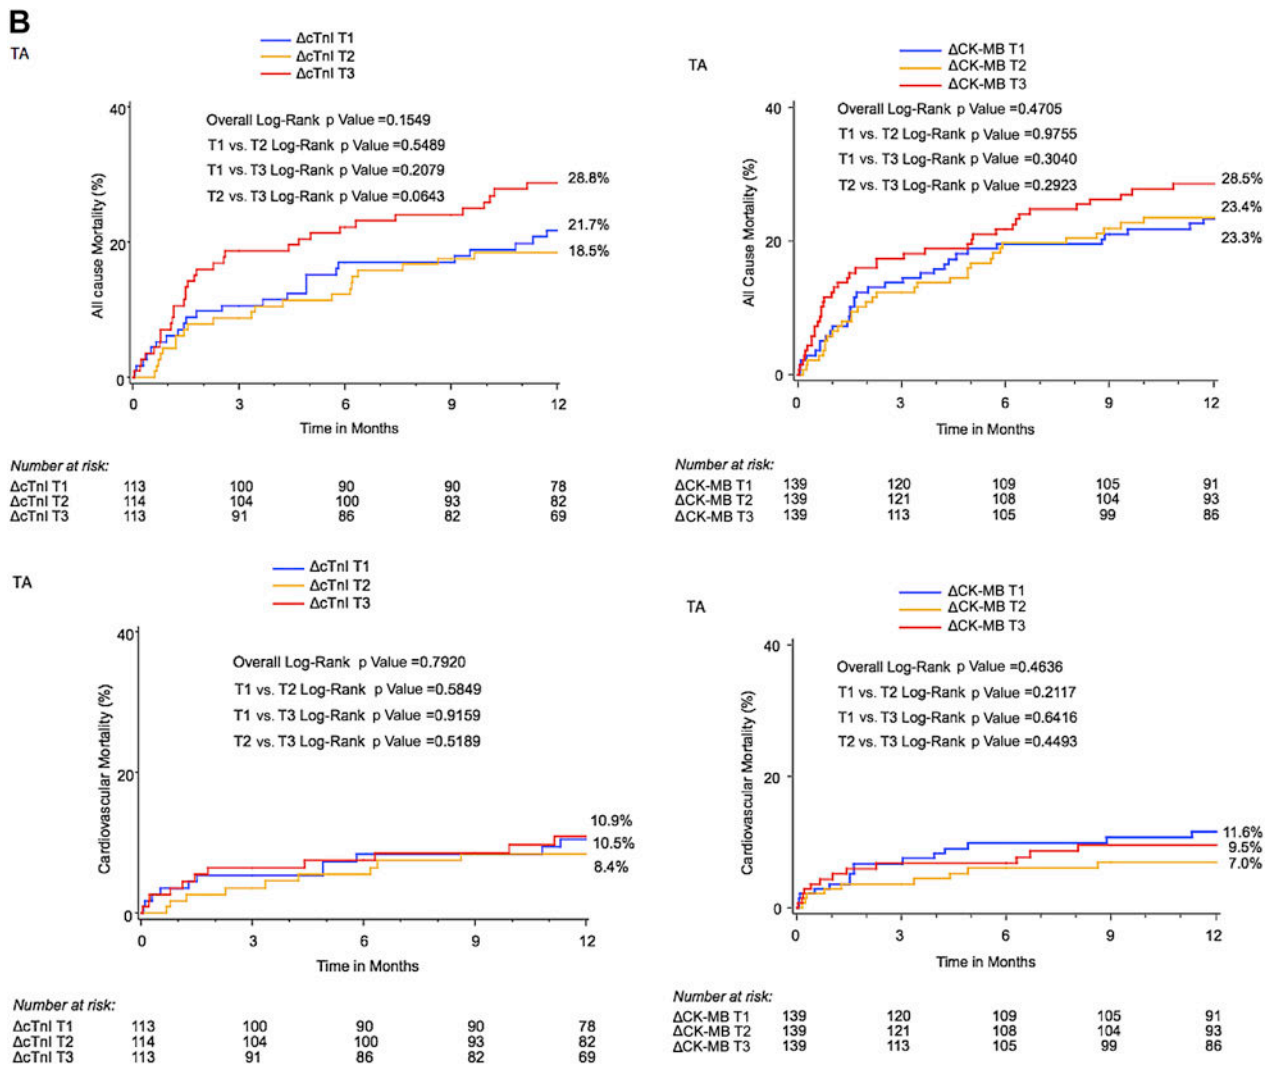 B
TA
ΔcTnI T1
ΔcTnI T2
ΔcTnI T3
40
20
0
All cause Mortality (%)
Overall Log-Rank p Value =0.1549
T1 vs. T2 Log-Rank p Value =0.5489
T1 vs. T3 Log-Rank p Value =0.2079
T2 vs. T3 Log-Rank p Value =0.0643
28.8%
21.7%
18.5%
0 3 6 9 12
Time in Months
Number at risk:
ΔcTnI T1 113 100 90 90 78
ΔcTnI T2 114 104 100 93 82
ΔcTnI T3 113 91 86 82 69
TA
ΔCK-MB T1
ΔCK-MB T2
ΔCK-MB T3
40
20
0
All Cause Mortality (%)
Overall Log-Rank p Value =0.4705
T1 vs. T2 Log-Rank p Value =0.9755
T1 vs. T3 Log-Rank p Value =0.3040
T2 vs. T3 Log-Rank p Value =0.2923
28.5%
23.4%
23.3%
0 3 6 9 12
Time in Months
Number at risk:
ΔCK-MB T1 139 120 109 105 91
ΔCK-MB T2 139 121 108 104 93
ΔCK-MB T3 139 113 105 99 86
TA
ΔcTnI T1
ΔcTnI T2
ΔcTnI T3
40
20
0
Cardiovascular Mortality (%)
Overall Log-Rank p Value =0.7920
T1 vs. T2 Log-Rank p Value =0.5849
T1 vs. T3 Log-Rank p Value =0.9159
T2 vs. T3 Log-Rank p Value =0.5189
10.9%
10.5%
8.4%
0 3 6 9 12
Time in Months
Number at risk:
ΔcTnI T1 113 100 90 90 78
ΔcTnI T2 114 104 100 93 82
ΔcTnI T3 113 91 86 82 69
TA
ΔCK-MB T1
ΔCK-MB T2
ΔCK-MB T3
40
20
0
Cardiovascular Mortality (%)
Overall Log-Rank p Value =0.4636
T1 vs. T2 Log-Rank p Value =0.2117
T1 vs. T3 Log-Rank p Value =0.6416
T2 vs. T3 Log-Rank p Value =0.4493
11.6%
9.5%
7.0%
0 3 6 9 12
Time in Months
Number at risk:
ΔCK-MB T1 139 120 109 105 91
ΔCK-MB T2 139 121 108 104 93
ΔCK-MB T3 139 113 105 99 86